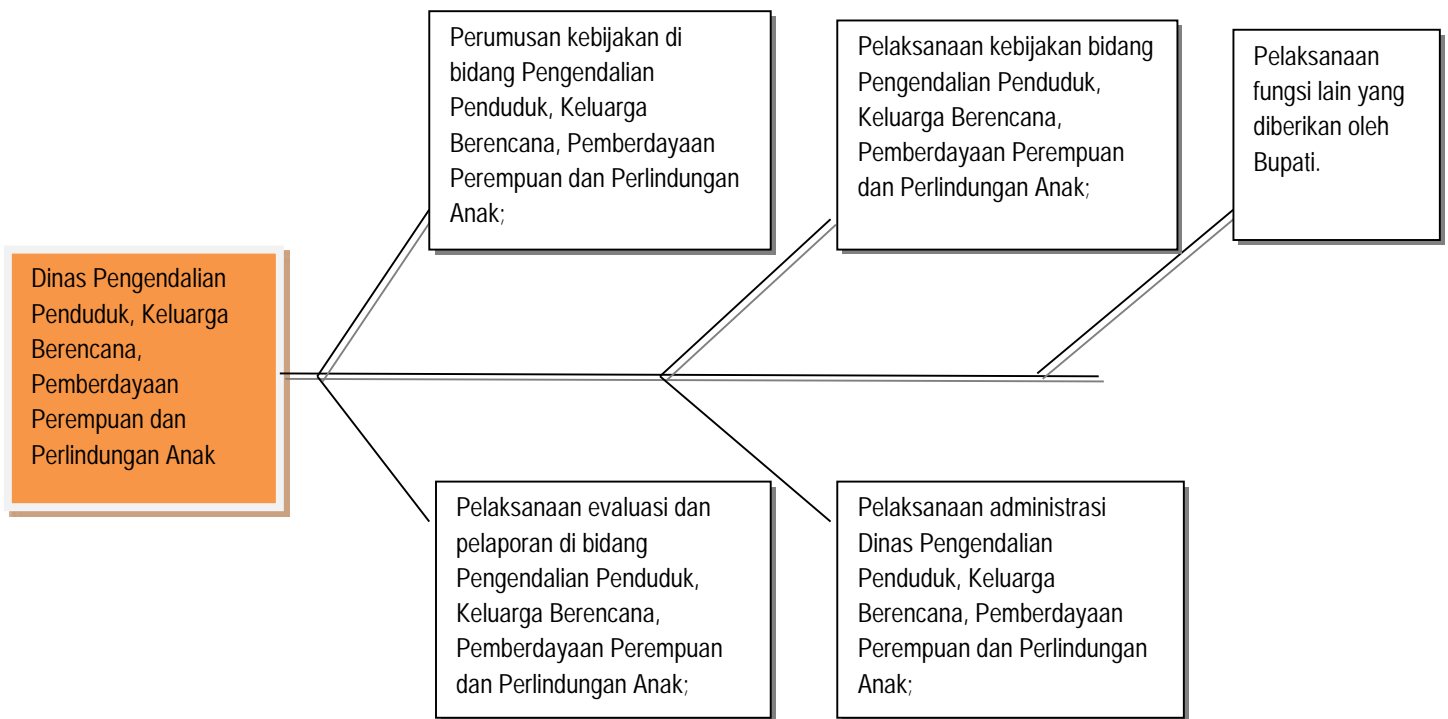 Perumusan kebijakan di
bidang Pengendalian
Penduduk, Keluarga
Berencana, Pemberdayaan
Perempuan dan Perlindungan
Anak;
Pelaksanaan kebijakan bidang
Pengendalian Penduduk,
Keluarga Berencana,
Pemberdayaan Perempuan
dan Perlindungan Anak;
Pelaksanaan
fungsi lain yang
diberikan oleh
Bupati.
Dinas Pengendalian
Penduduk, Keluarga
Berencana,
Pemberdayaan
Perempuan dan
Perlindungan Anak
Pelaksanaan evaluasi dan
pelaporan di bidang
Pengendalian Penduduk,
Keluarga Berencana,
Pemberdayaan Perempuan
dan Perlindungan Anak;
Pelaksanaan administrasi
Dinas Pengendalian
Penduduk, Keluarga
Berencana, Pemberdayaan
Perempuan dan Perlindungan
Anak;